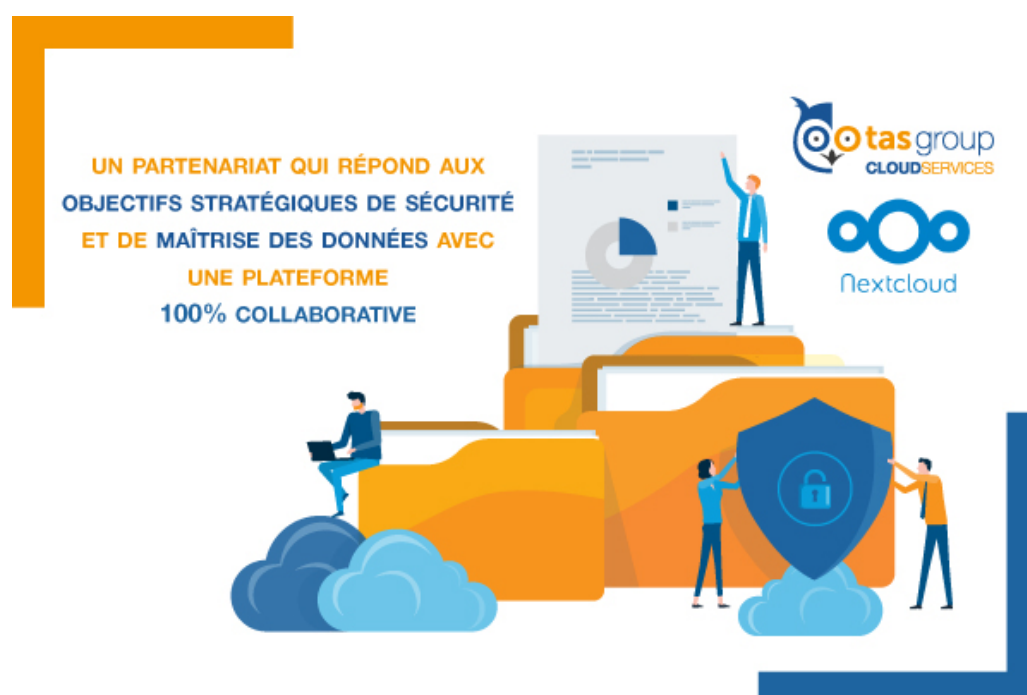 UN PARTENARIAT QUI RÉPOND AUX
OBJECTIFS STRATÉGIQUES DE SÉCURITÉ
ET DE MAÎTRISE DES DONNÉES AVEC
UNE PLATEFORME
100% COLLABORATIVE
tas group
CLOUDSERVICES
Nextcloud